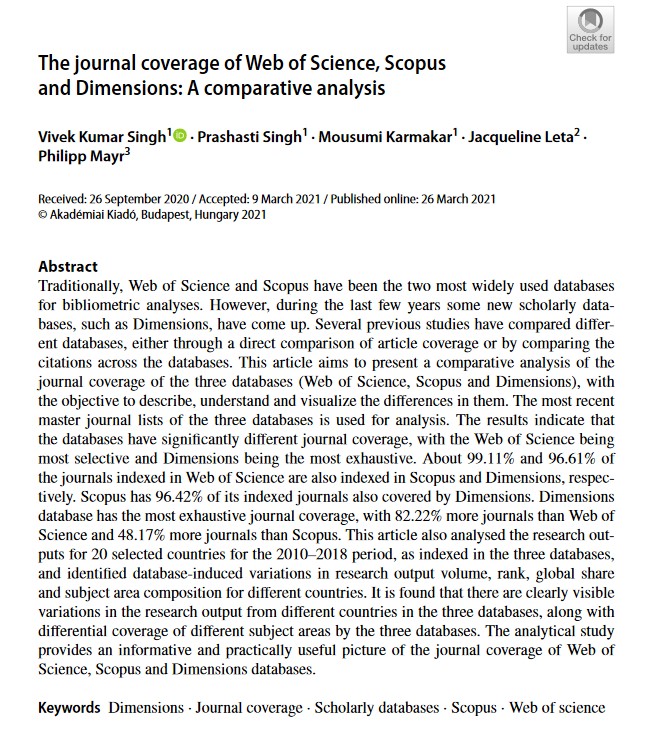 Check for
updates
The journal coverage of Web of Science, Scopus
and Dimensions: A comparative analysis
Vivek Kumar Singh¹ iD · Prashasti Singh¹ · Mousumi Karmakar¹ · Jacqueline Leta² ·
Philipp Mayr³
Received: 26 September 2020 / Accepted: 9 March 2021 / Published online: 26 March 2021
© Akadémiai Kiadó, Budapest, Hungary 2021
Abstract
Traditionally, Web of Science and Scopus have been the two most widely used databases
for bibliometric analyses. However, during the last few years some new scholarly data-
bases, such as Dimensions, have come up. Several previous studies have compared differ-
ent databases, either through a direct comparison of article coverage or by comparing the
citations across the databases. This article aims to present a comparative analysis of the
journal coverage of the three databases (Web of Science, Scopus and Dimensions), with
the objective to describe, understand and visualize the differences in them. The most recent
master journal lists of the three databases is used for analysis. The results indicate that
the databases have significantly different journal coverage, with the Web of Science being
most selective and Dimensions being the most exhaustive. About 99.11% and 96.61% of
the journals indexed in Web of Science are also indexed in Scopus and Dimensions, respec-
tively. Scopus has 96.42% of its indexed journals also covered by Dimensions. Dimensions
database has the most exhaustive journal coverage, with 82.22% more journals than Web of
Science and 48.17% more journals than Scopus. This article also analysed the research out-
puts for 20 selected countries for the 2010–2018 period, as indexed in the three databases,
and identified database-induced variations in research output volume, rank, global share
and subject area composition for different countries. It is found that there are clearly visible
variations in the research output from different countries in the three databases, along with
differential coverage of different subject areas by the three databases. The analytical study
provides an informative and practically useful picture of the journal coverage of Web of
Science, Scopus and Dimensions databases.
Keywords Dimensions · Journal coverage · Scholarly databases · Scopus · Web of science